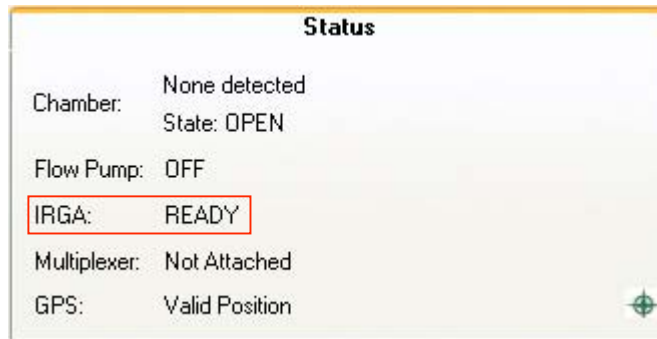 Status
Chamber: None detected
State: OPEN
Flow Pump: OFF
IRGA: READY
Multiplexer: Not Attached
GPS: Valid Position